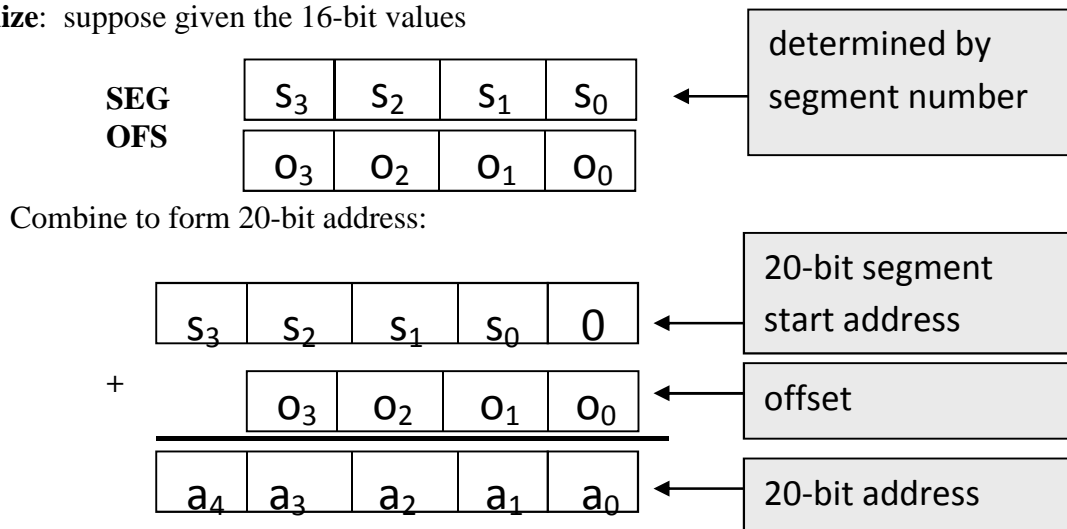 ize: suppose given the 16-bit values
determined by
segment number
SEG
s₃ s₂ s₁ s₀
OFS
o₃ o₂ o₁ o₀
Combine to form 20-bit address:
20-bit segment
start address
s₃ s₂ s₁ s₀ 0
+
o₃ o₂ o₁ o₀
offset
a₄ a₃ a₂ a₁ a₀
20-bit address